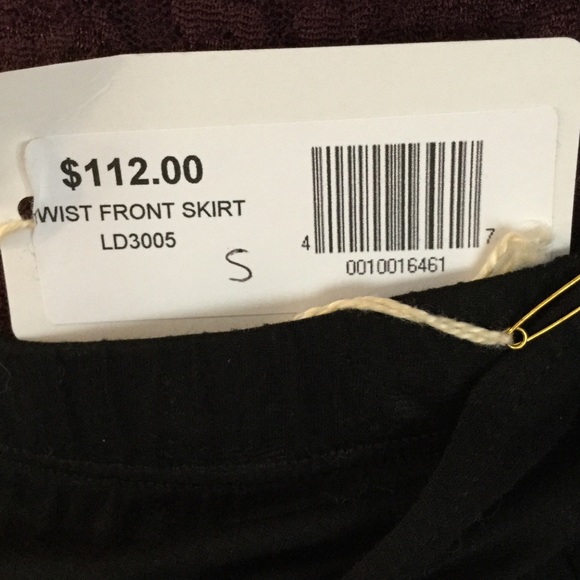 $112.00
WIST FRONT SKIRT
LD3005
S
4 0010016461 7